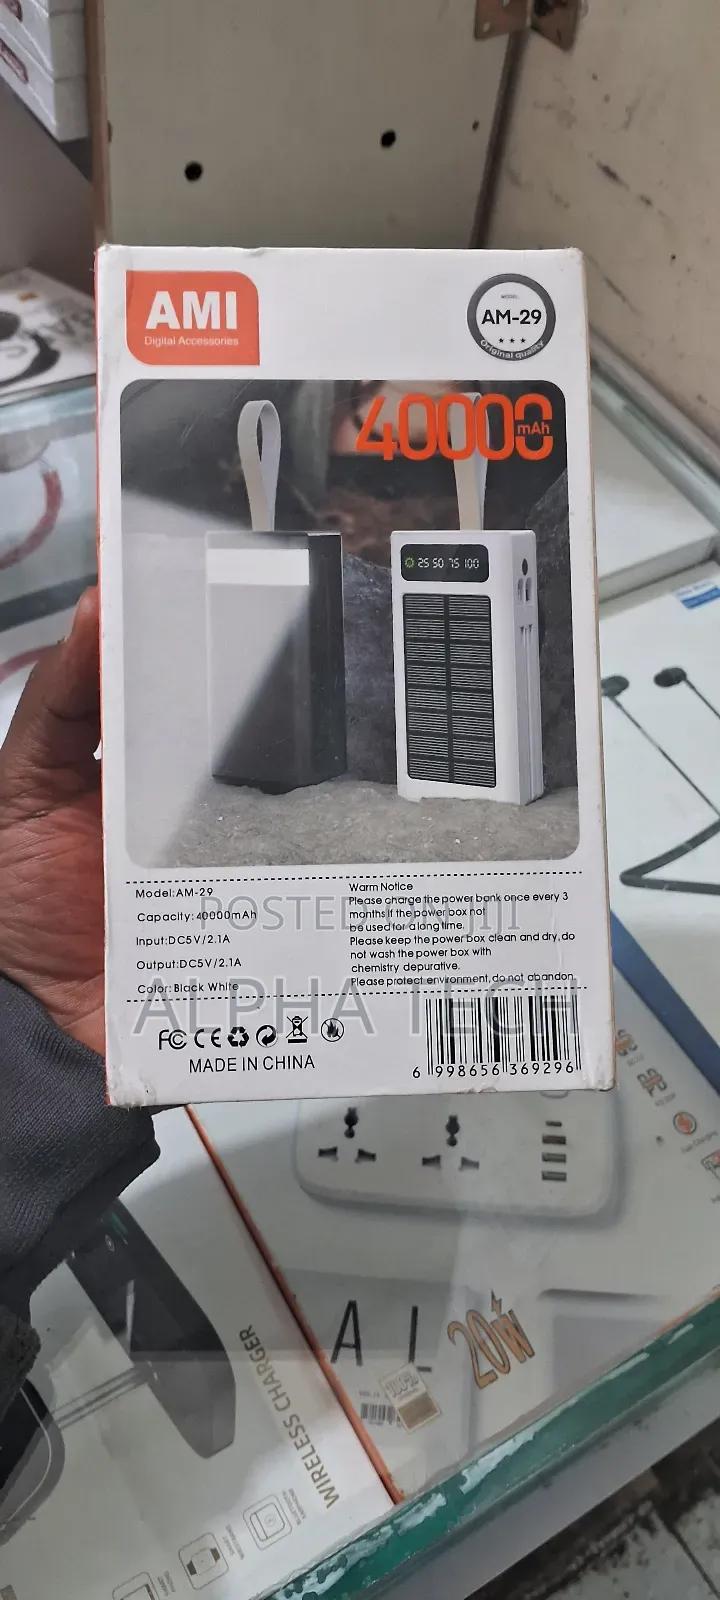 AMI
Digital Accessories
MODEL:
AM-29
Original quality
40000
mAh
25 50 75 100
Model:AM-29
Capacity:40000mAh
Input:DC5V/2.1A
Output:DC5V/2.1A
Color:Black White
Warm Notice
Please charge the power bank once every 3
months if the power box not
be used for a long time.
Please keep the power box clean and dry,do
not wash the power box with
chemistry depurative.
Please protect environment,do not abandon
POSTED ON JIJI
ALPHA TECH
FC CE
MADE IN CHINA
6 998656 369296
A L
20W
WIRELESS CHARGER